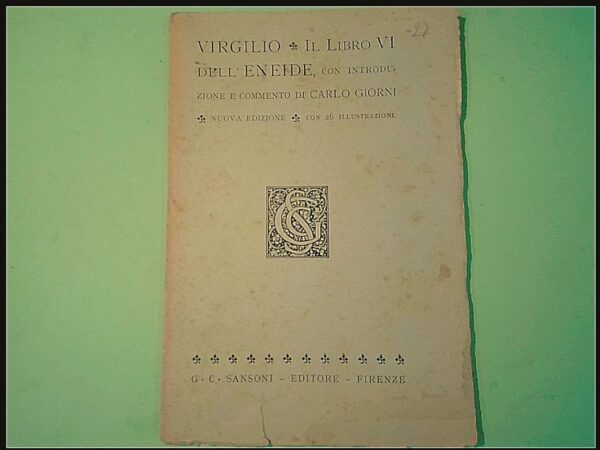 -27
VIRGILIO ✤ IL LIBRO VI
DELL' ENEIDE, CON INTRODU-
ZIONE E COMMENTO DI CARLO GIORNI
✤ NUOVA EDIZIONE ✤ CON 26 ILLUSTRAZIONI
G. C. SANSONI - EDITORE - FIRENZE